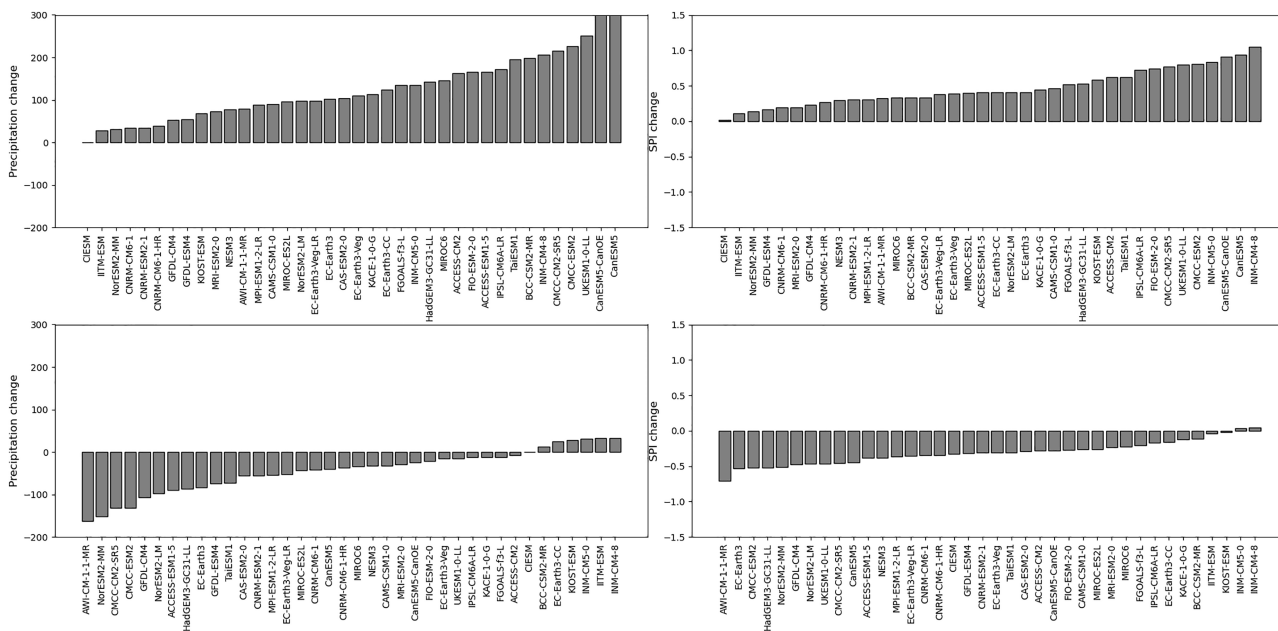 300
200
100
0
−100
−200
Precipitation change
CIESM
IITM-ESM
NorESM2-MM
CNRM-CM6-1
CNRM-ESM2-1
CNRM-CM6-1-HR
GFDL-CM4
GFDL-ESM4
KIOST-ESM
MRI-ESM2-0
NESM3
AWI-CM-1-1-MR
MPI-ESM1-2-LR
CAMS-CSM1-0
MIROC-ES2L
NorESM2-LM
EC-Earth3-Veg-LR
EC-Earth3
CAS-ESM2-0
EC-Earth3-Veg
KACE-1-0-G
EC-Earth3-CC
FGOALS-f3-L
INM-CM5-0
HadGEM3-GC31-LL
MIROC6
ACCESS-CM2
FIO-ESM-2-0
ACCESS-ESM1-5
IPSL-CM6A-LR
TaiESM1
BCC-CSM2-MR
INM-CM4-8
CMCC-CM2-SR5
CMCC-ESM2
UKESM1-0-LL
CanESM5-CanOE
CanESM5
1.5
1.0
0.5
0.0
−0.5
−1.0
−1.5
SPI change
CIESM
IITM-ESM
NorESM2-MM
GFDL-ESM4
CNRM-CM6-1
MRI-ESM2-0
GFDL-CM4
CNRM-CM6-1-HR
NESM3
CNRM-ESM2-1
MPI-ESM1-2-LR
AWI-CM-1-1-MR
MIROC6
BCC-CSM2-MR
CAS-ESM2-0
EC-Earth3-Veg-LR
EC-Earth3-Veg
MIROC-ES2L
ACCESS-ESM1-5
EC-Earth3-CC
NorESM2-LM
EC-Earth3
KACE-1-0-G
CAMS-CSM1-0
FGOALS-f3-L
HadGEM3-GC31-LL
KIOST-ESM
ACCESS-CM2
TaiESM1
IPSL-CM6A-LR
FIO-ESM-2-0
CMCC-CM2-SR5
UKESM1-0-LL
CMCC-ESM2
INM-CM5-0
CanESM5-CanOE
CanESM5
INM-CM4-8
300
200
100
0
−100
−200
Precipitation change
AWI-CM-1-1-MR
NorESM2-MM
CMCC-CM2-SR5
CMCC-ESM2
GFDL-CM4
NorESM2-LM
ACCESS-ESM1-5
HadGEM3-GC31-LL
EC-Earth3
GFDL-ESM4
TaiESM1
CAS-ESM2-0
CNRM-ESM2-1
MPI-ESM1-2-LR
EC-Earth3-Veg-LR
MIROC-ES2L
CNRM-CM6-1
CanESM5
CNRM-CM6-1-HR
MIROC6
NESM3
CAMS-CSM1-0
MRI-ESM2-0
CanESM5-CanOE
FIO-ESM-2-0
EC-Earth3-Veg
UKESM1-0-LL
IPSL-CM6A-LR
KACE-1-0-G
FGOALS-f3-L
ACCESS-CM2
CIESM
BCC-CSM2-MR
EC-Earth3-CC
KIOST-ESM
INM-CM5-0
IITM-ESM
INM-CM4-8
1.5
1.0
0.5
0.0
−0.5
−1.0
−1.5
SPI change
AWI-CM-1-1-MR
EC-Earth3
CMCC-ESM2
HadGEM3-GC31-LL
NorESM2-MM
GFDL-CM4
NorESM2-LM
UKESM1-0-LL
CMCC-CM2-SR5
CanESM5
ACCESS-ESM1-5
NESM3
MPI-ESM1-2-LR
EC-Earth3-Veg-LR
CNRM-CM6-1
CNRM-CM6-1-HR
CIESM
GFDL-ESM4
CNRM-ESM2-1
EC-Earth3-Veg
TaiESM1
CAS-ESM2-0
ACCESS-CM2
CanESM5-CanOE
FIO-ESM-2-0
CAMS-CSM1-0
MIROC-ES2L
MRI-ESM2-0
MIROC6
FGOALS-f3-L
IPSL-CM6A-LR
EC-Earth3-CC
KACE-1-0-G
BCC-CSM2-MR
IITM-ESM
KIOST-ESM
INM-CM5-0
INM-CM4-8